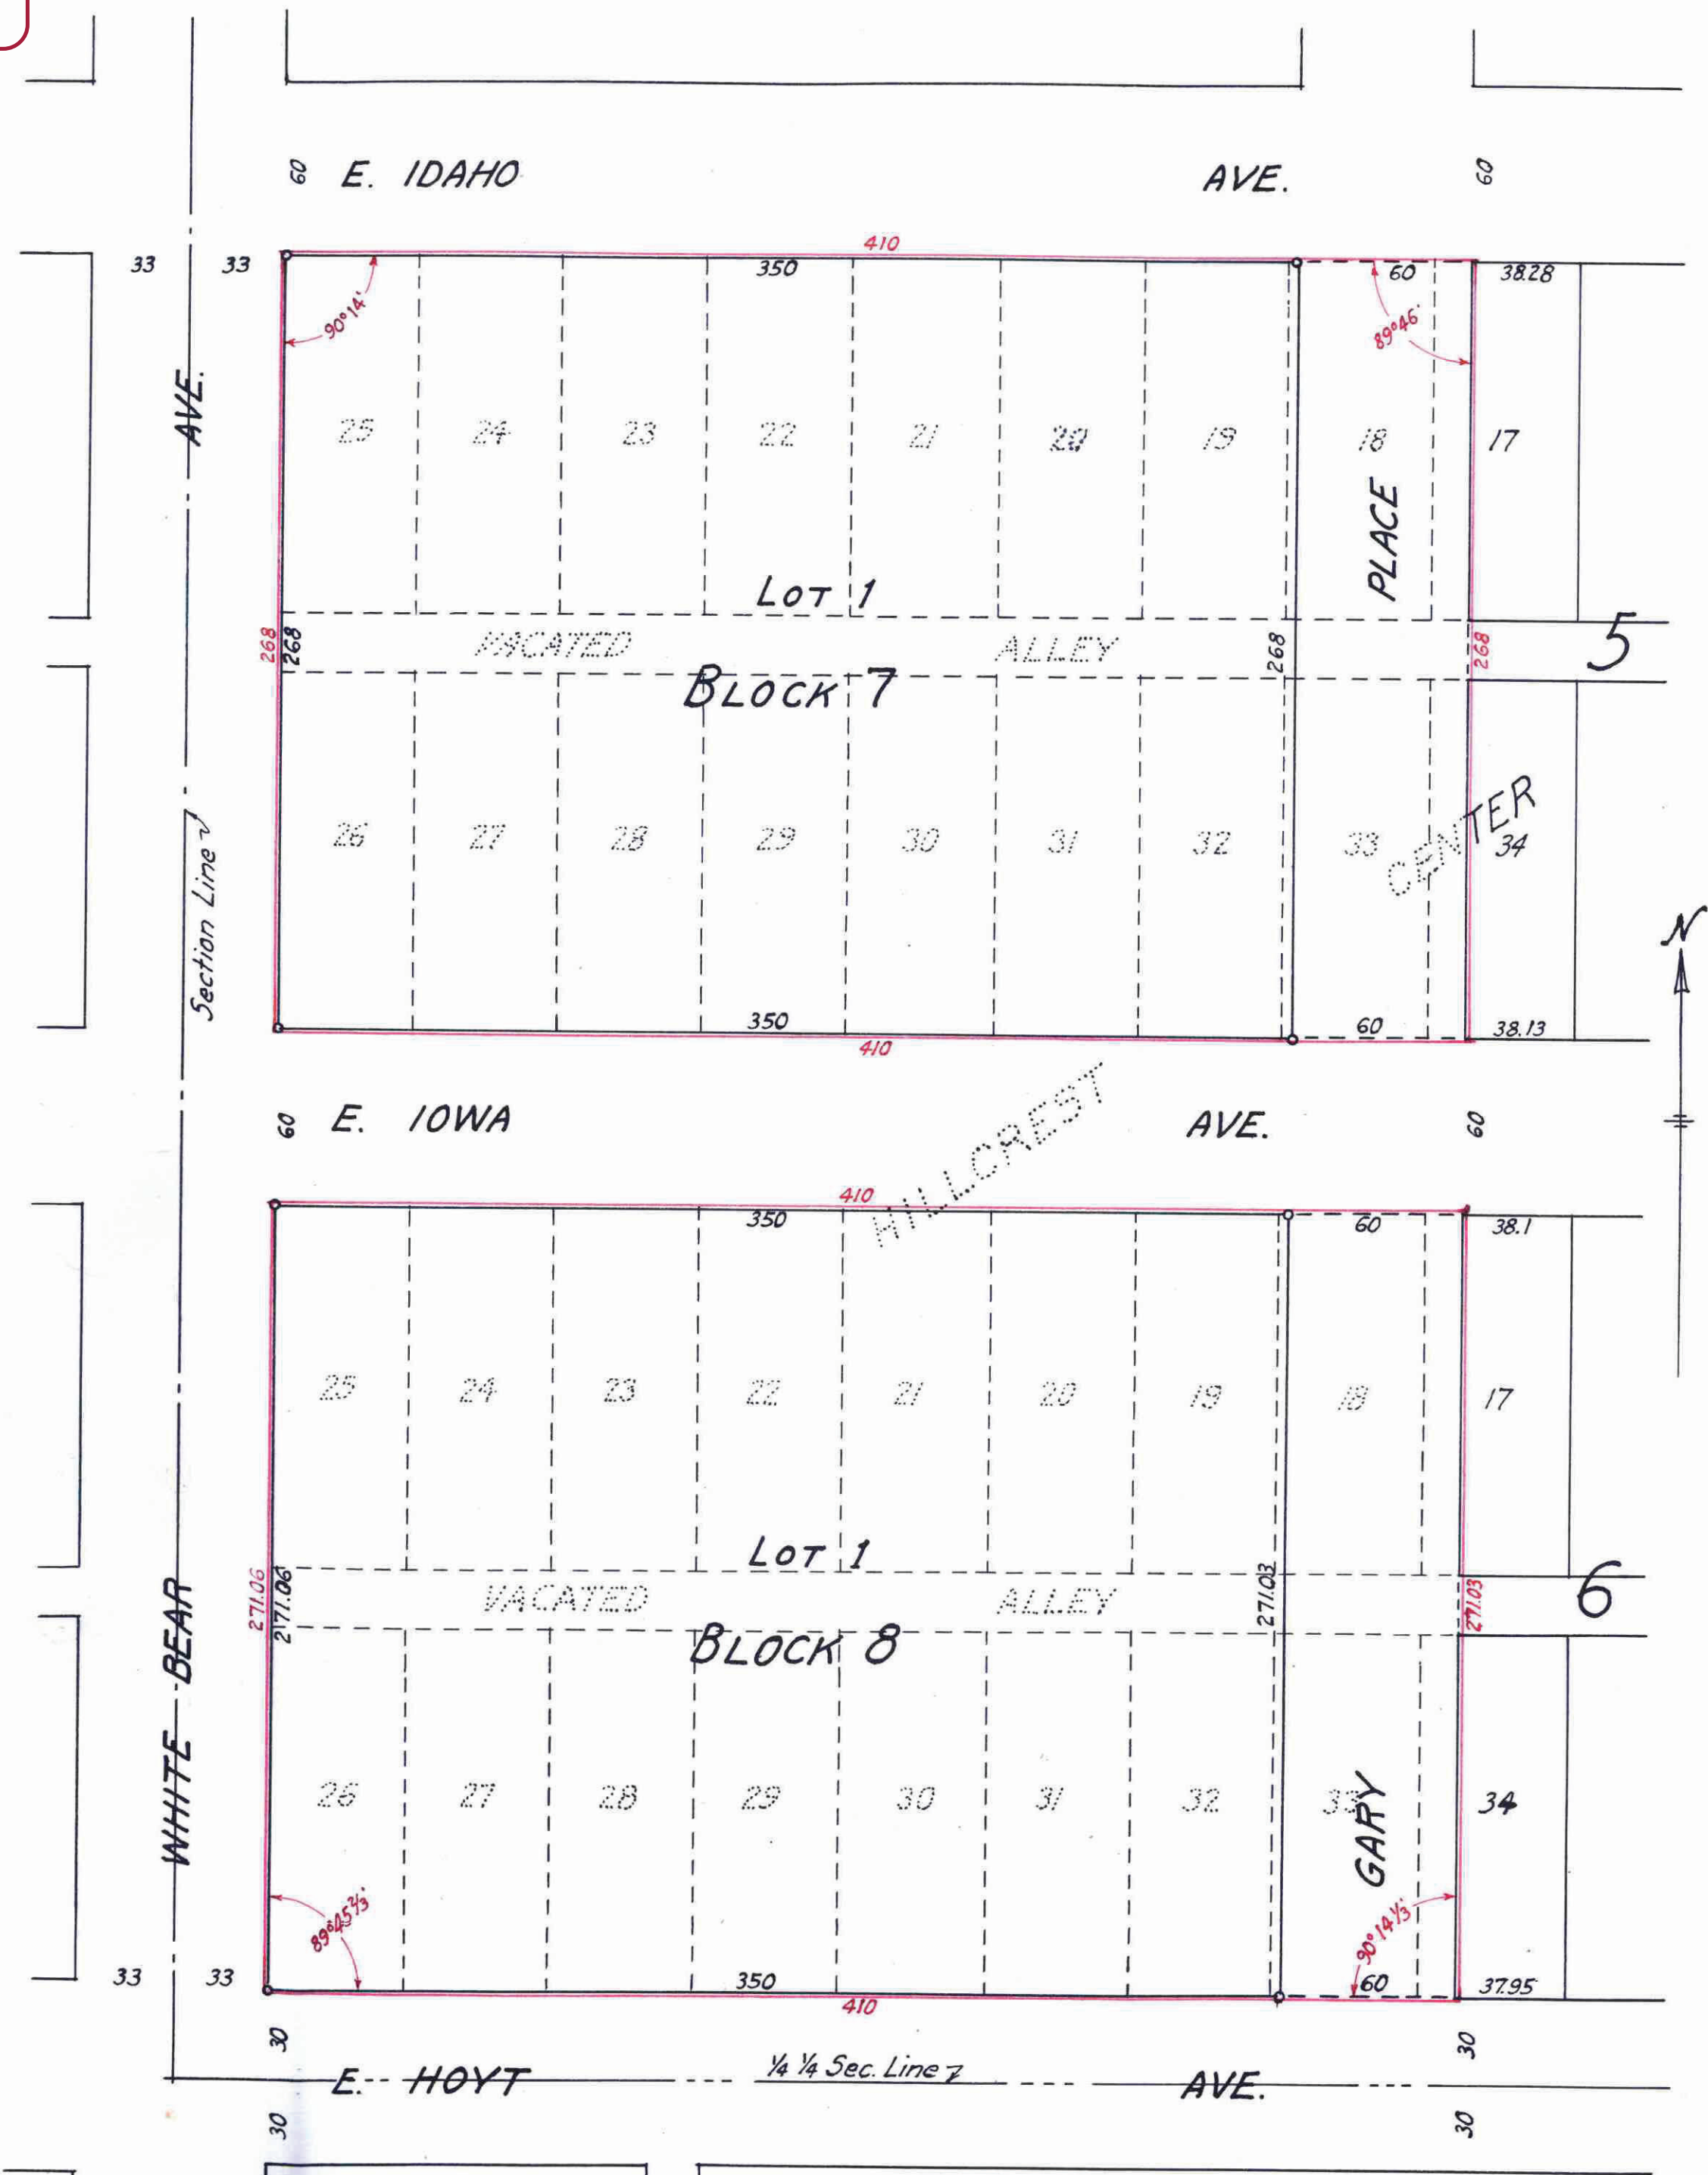 60 E. IDAHO AVE. 60
33 33 410
350 60 38.28
90°14' 89°46'
AVE.
25 24 23 22 21 20 19 18 17
PLACE
LOT 1
268 268 VACATED ALLEY 268 268 5
BLOCK 7
Section Line
26 27 28 29 30 31 32 33 34
CENTER
N
350 60 38.13
410
60 E. IOWA AVE. 60
HILLCREST
410
350 60 38.1
25 24 23 22 21 20 19 18 17
LOT 1
271.06 271.06 VACATED ALLEY 271.03 271.03 6
BLOCK 8
WHITE BEAR
26 27 28 29 30 31 32 33 34
GARY
89°45⅔' 90°14⅓'
33 33 350 60 37.95
410
30 30
E. HOYT ¼ ¼ Sec. Line AVE.
30 30